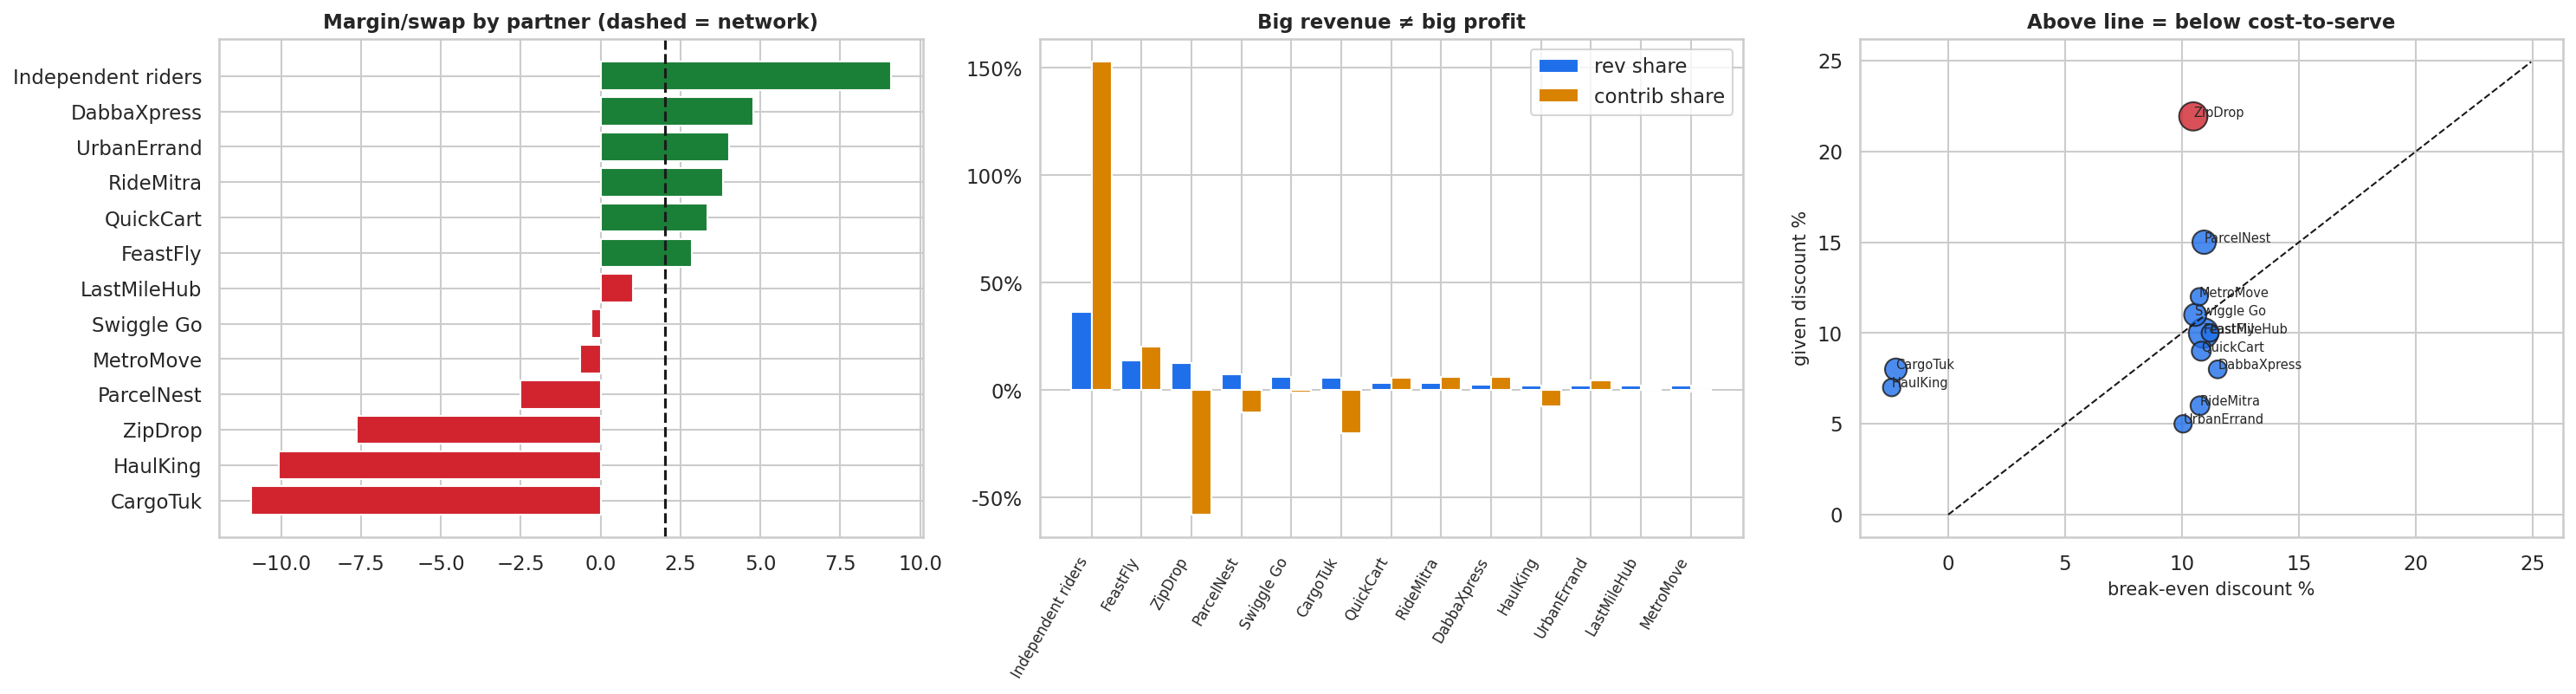 Margin/swap by partner (dashed = network)
Independent riders
DabbaXpress
UrbanErrand
RideMitra
QuickCart
FeastFly
LastMileHub
Swiggle Go
MetroMove
ParcelNest
ZipDrop
HaulKing
CargoTuk
−10.0 −7.5 −5.0 −2.5 0.0 2.5 5.0 7.5 10.0
Big revenue ≠ big profit
rev share
contrib share
150%
100%
50%
0%
-50%
Independent riders
FeastFly
ZipDrop
ParcelNest
Swiggle Go
CargoTuk
QuickCart
RideMitra
DabbaXpress
HaulKing
UrbanErrand
LastMileHub
MetroMove
Above line = below cost-to-serve
given discount %
25
20
15
10
5
0
ZipDrop
ParcelNest
MetroMove
Swiggle Go
FeastFly
LastMileHub
QuickCart
CargoTuk
DabbaXpress
HaulKing
RideMitra
UrbanErrand
0 5 10 15 20 25
break-even discount %